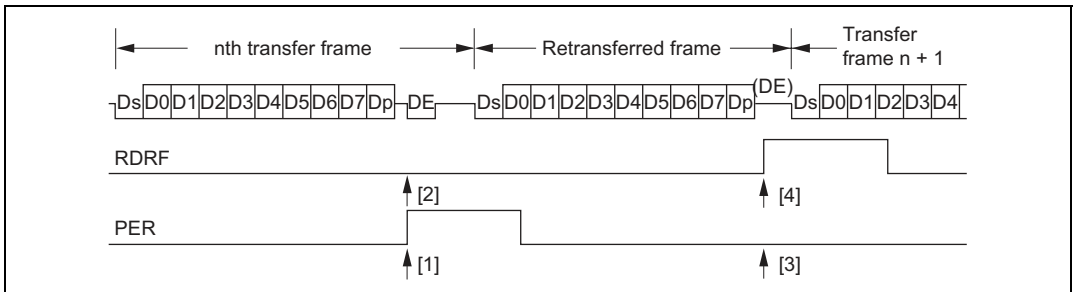 nth transfer frame
Retransferred frame
Transfer
frame n + 1
Ds D0 D1 D2 D3 D4 D5 D6 D7 Dp DE Ds D0 D1 D2 D3 D4 D5 D6 D7 Dp (DE) Ds D0 D1 D2 D3 D4
RDRF
[2] [4]
PER
[1] [3]